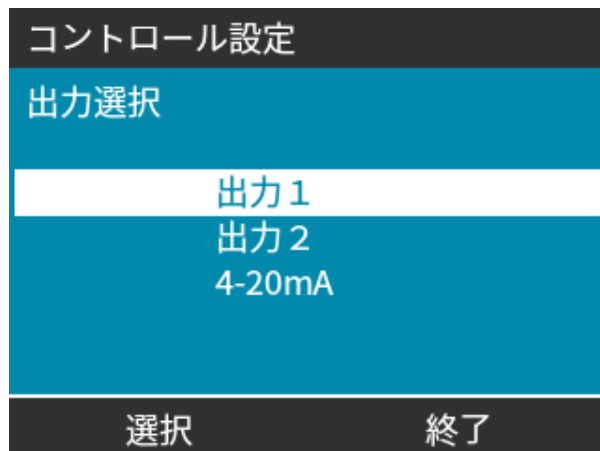 コントロール設定
出力選択
出力１
出力２
4-20mA
選択 終了